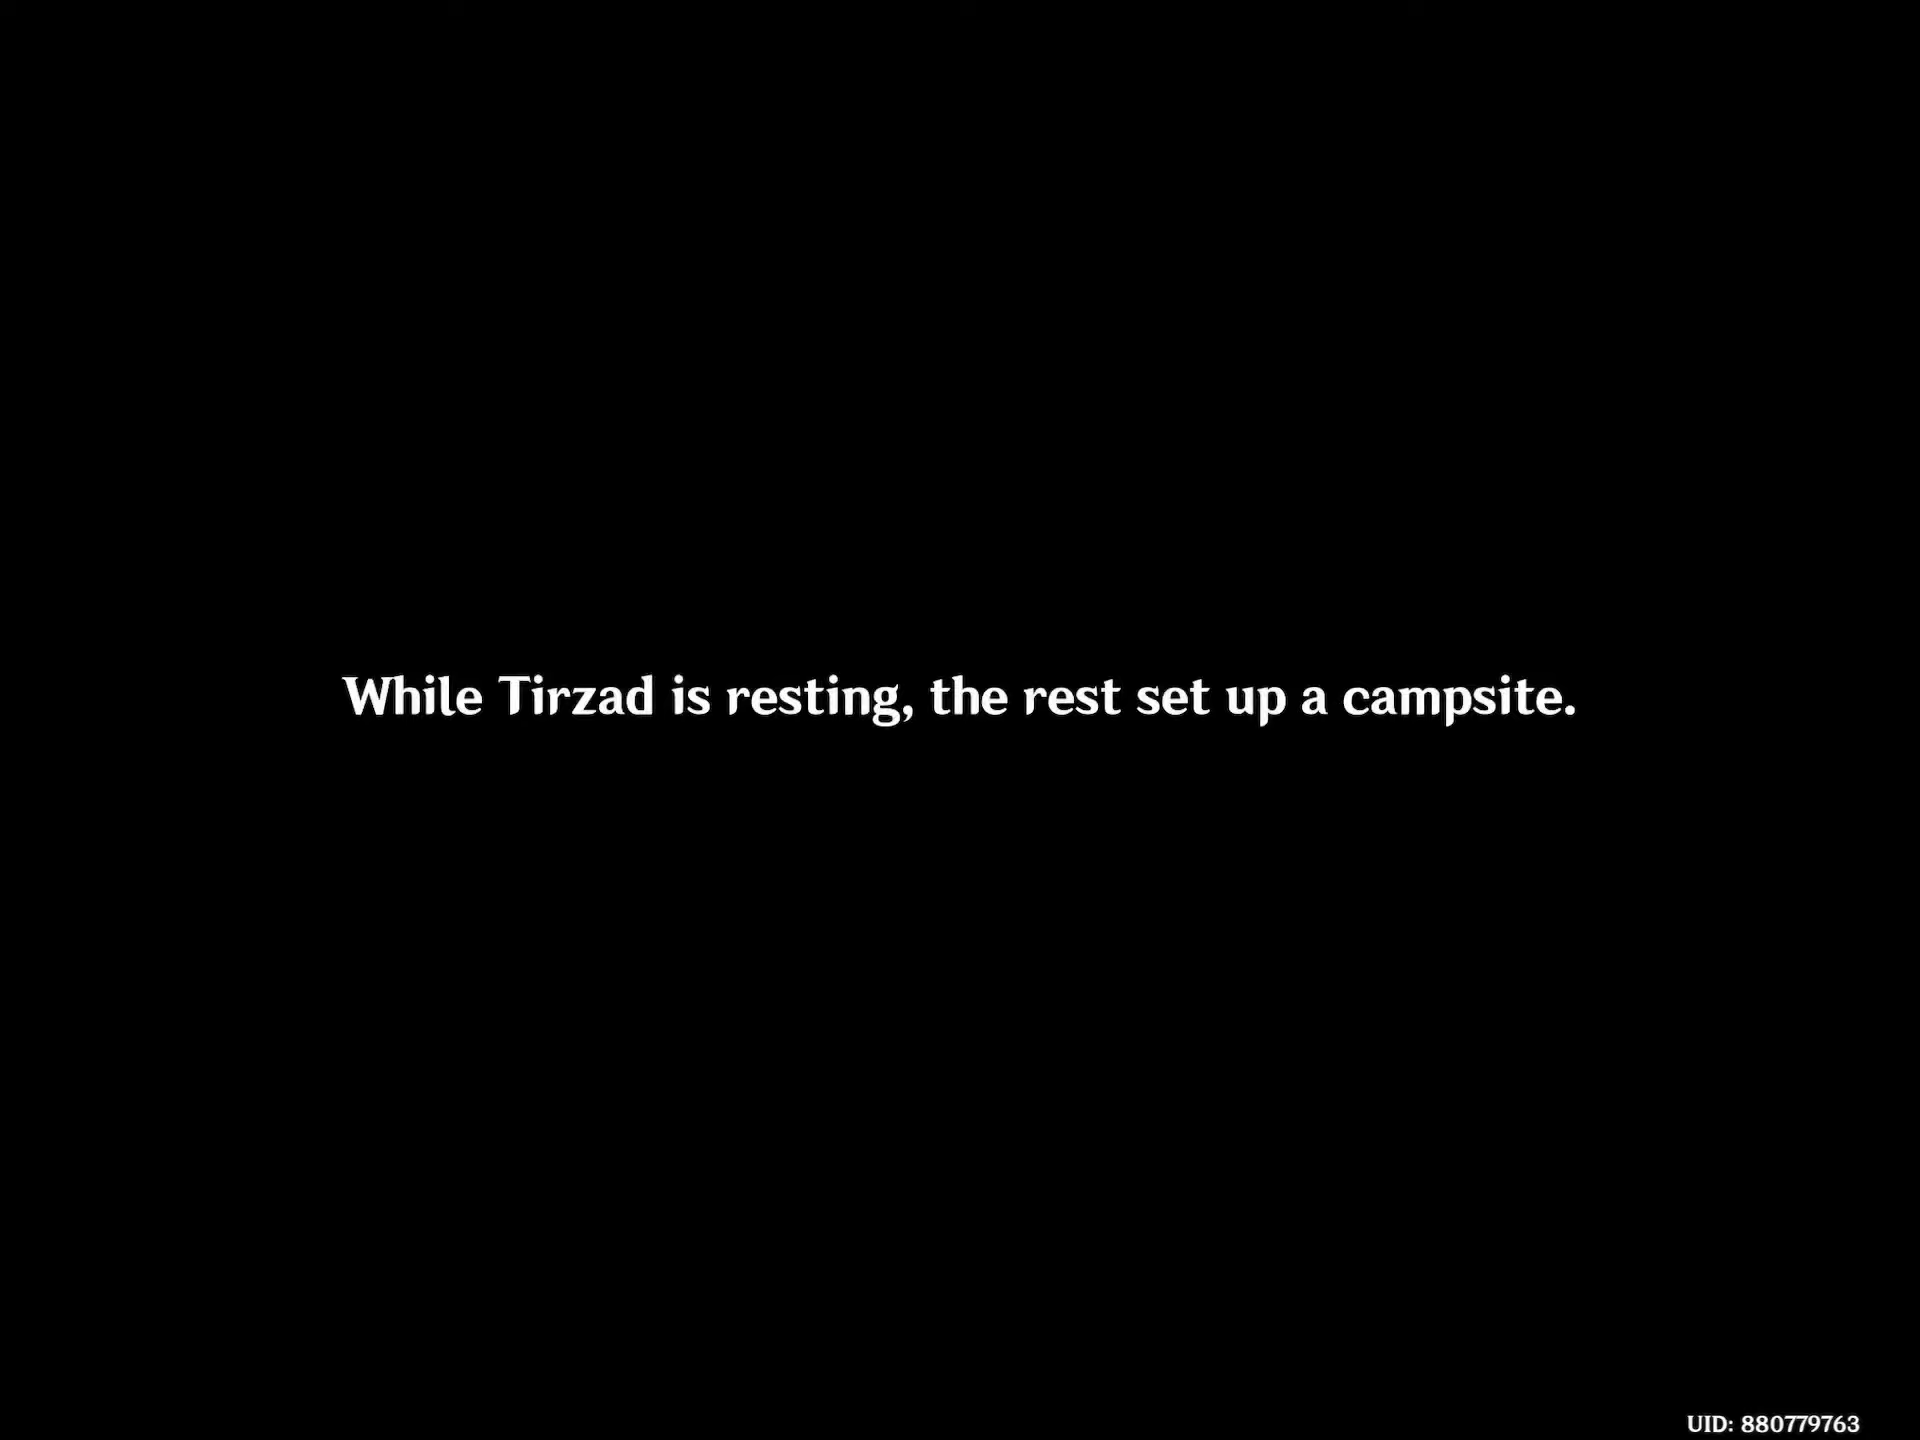 While Tirzad is resting, the rest set up a campsite.
UID: 880779763